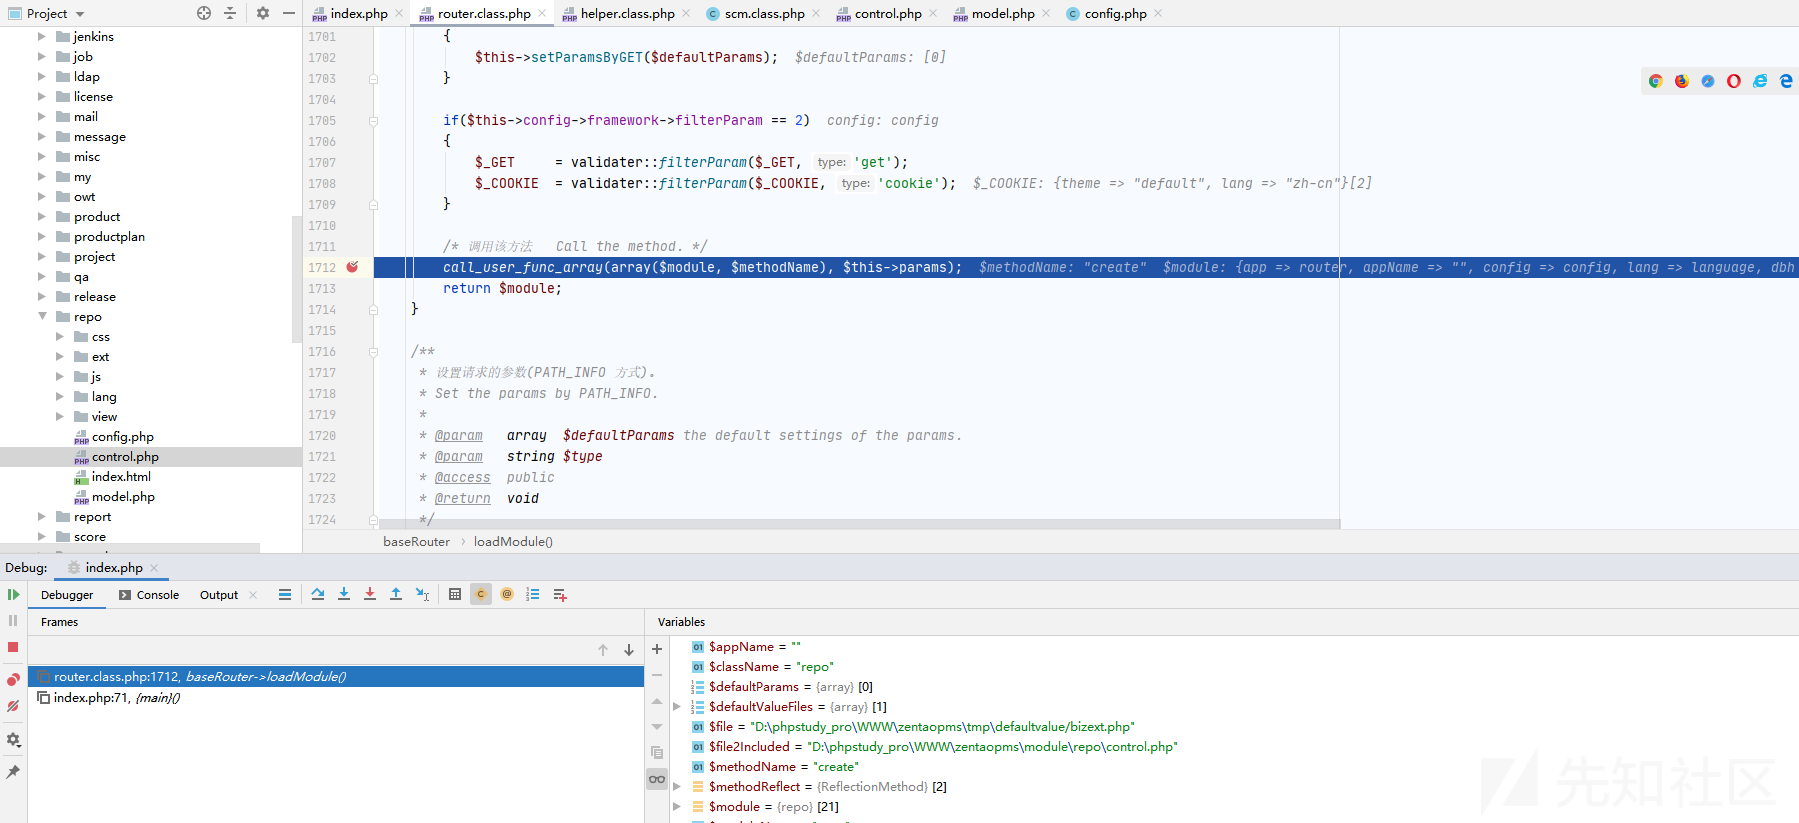 Project
index.php
router.class.php
helper.class.php
scm.class.php
control.php
model.php
config.php
jenkins
job
ldap
license
mail
message
misc
my
owt
product
productplan
project
qa
release
repo
css
ext
js
lang
view
config.php
control.php
index.html
model.php
report
score
1701 {
1702 $this->setParamsByGET($defaultParams); $defaultParams: [0]
1703 }
1704
1705 if($this->config->framework->filterParam == 2) config: config
1706 {
1707 $_GET = validater::filterParam($_GET, type: 'get');
1708 $_COOKIE = validater::filterParam($_COOKIE, type: 'cookie'); $_COOKIE: {theme => "default", lang => "zh-cn"}[2]
1709 }
1710
1711 /* 调用该方法 Call the method. */
1712 call_user_func_array(array($module, $methodName), $this->params); $methodName: "create" $module: {app => router, appName => "", config => config, lang => language, dbh
1713 return $module;
1714 }
1715
1716 /**
1717 * 设置请求的参数(PATH_INFO 方式).
1718 * Set the params by PATH_INFO.
1719 *
1720 * @param array $defaultParams the default settings of the params.
1721 * @param string $type
1722 * @access public
1723 * @return void
1724 */
baseRouter › loadModule()
Debug: index.php
Debugger Console Output
Frames
router.class.php:1712, baseRouter->loadModule()
index.php:71, {main}()
Variables
$appName = ""
$className = "repo"
$defaultParams = {array} [0]
$defaultValueFiles = {array} [1]
$file = "D:\phpstudy_pro\WWW\zentaopms\tmp\defaultvalue/bizext.php"
$file2Included = "D:\phpstudy_pro\WWW\zentaopms\module\repo\control.php"
$methodName = "create"
$methodReflect = {ReflectionMethod} [2]
$module = {repo} [21]
先知社区